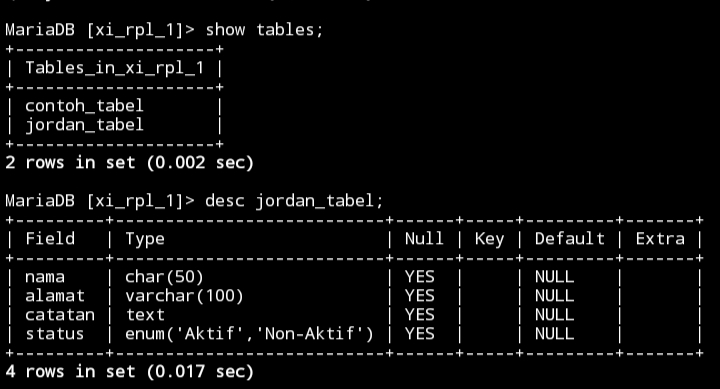 MariaDB [xi_rpl_1]> show tables;
+--------------------+
| Tables_in_xi_rpl_1 |
+--------------------+
| contoh_tabel       |
| jordan_tabel       |
+--------------------+
2 rows in set (0.002 sec)
MariaDB [xi_rpl_1]> desc jordan_tabel;
+---------+---------------------------+------+-----+---------+-------+
| Field   | Type                      | Null | Key | Default | Extra |
+---------+---------------------------+------+-----+---------+-------+
| nama    | char(50)                  | YES  |     | NULL    |       |
| alamat  | varchar(100)              | YES  |     | NULL    |       |
| catatan | text                      | YES  |     | NULL    |       |
| status  | enum('Aktif','Non-Aktif') | YES  |     | NULL    |       |
+---------+---------------------------+------+-----+---------+-------+
4 rows in set (0.017 sec)